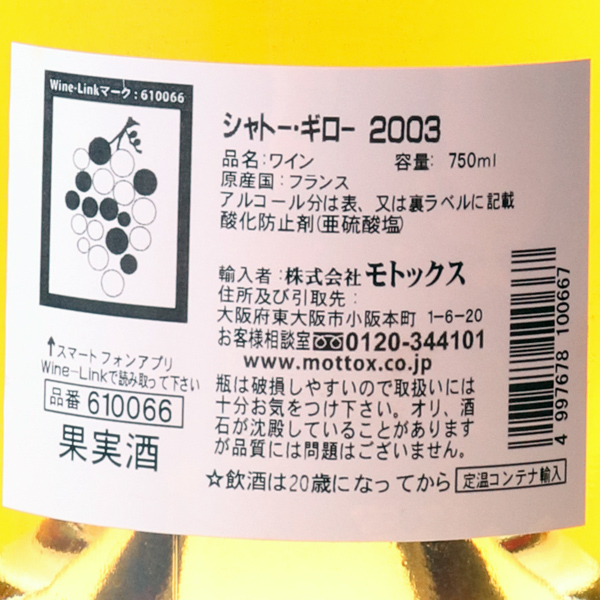 Wine-Linkマーク:610066
↑スマートフォンアプリ
Wine-Linkで読み取って下さい
品番 610066
果実酒
シャトー・ギロー 2003
品名:ワイン 容量: 750ml
原産国:フランス
アルコール分は表、又は裏ラベルに記載
酸化防止剤(亜硫酸塩)
輸入者:株式会社 モトックス
住所及び引取先:
大阪府東大阪市小阪本町 1-6-20
お客様相談室 0120-344101
www.mottox.co.jp
瓶は破損しやすいので取扱いには
十分お気をつけ下さい。オリ、酒
石が沈殿していることがあります
が品質には問題はございません。
☆飲酒は20歳になってから 定温コンテナ輸入
4 997678 100667